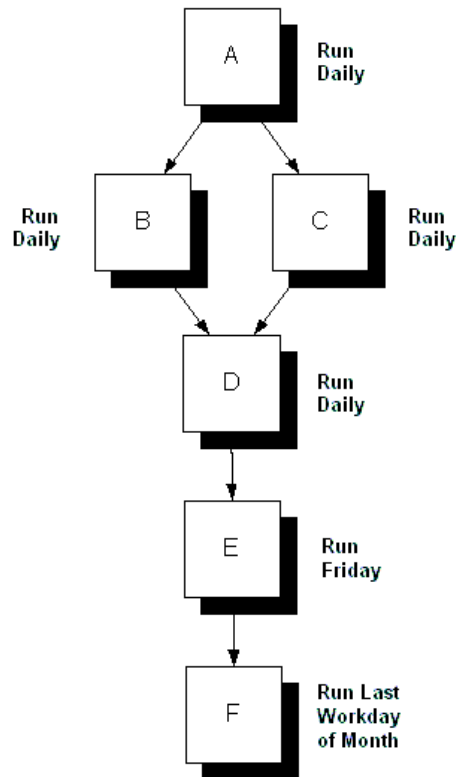 A
Run
Daily
B
Run
Daily
C
Run
Daily
D
Run
Daily
E
Run
Friday
F
Run Last
Workday
of Month